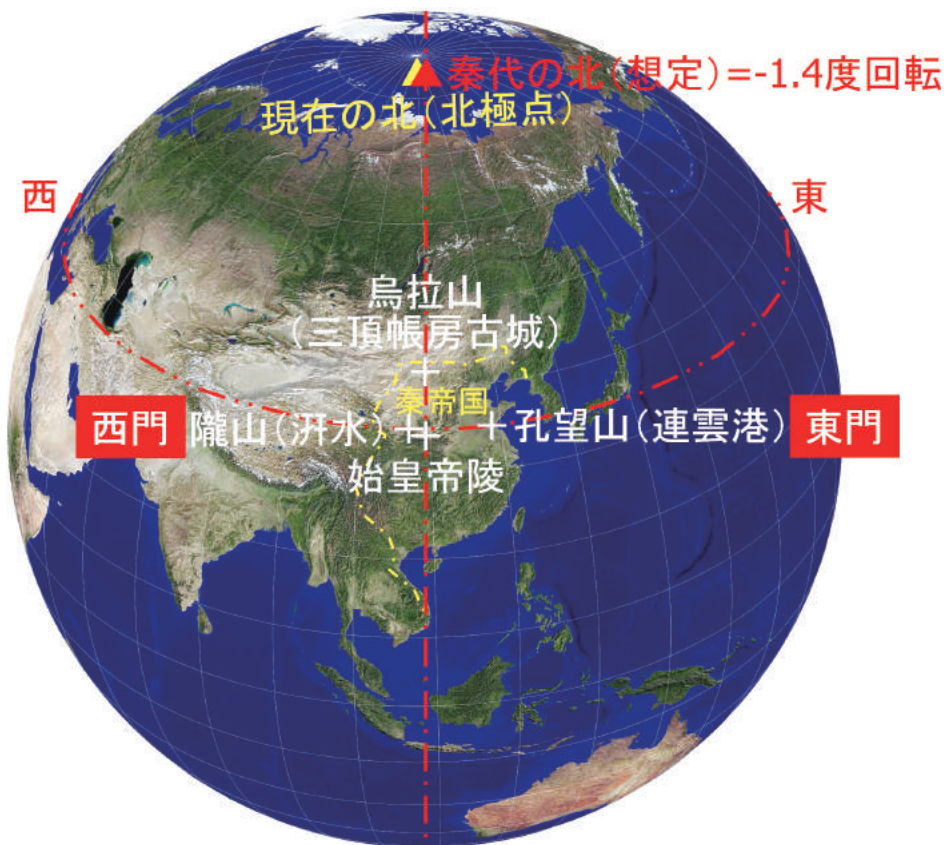 秦代の北(想定)=-1.4度回転
現在の北(北極点)
西
東
烏拉山
(三頂帳房古城)
秦帝国
西門
隴山(汧水)
孔望山(連雲港)
東門
始皇帝陵